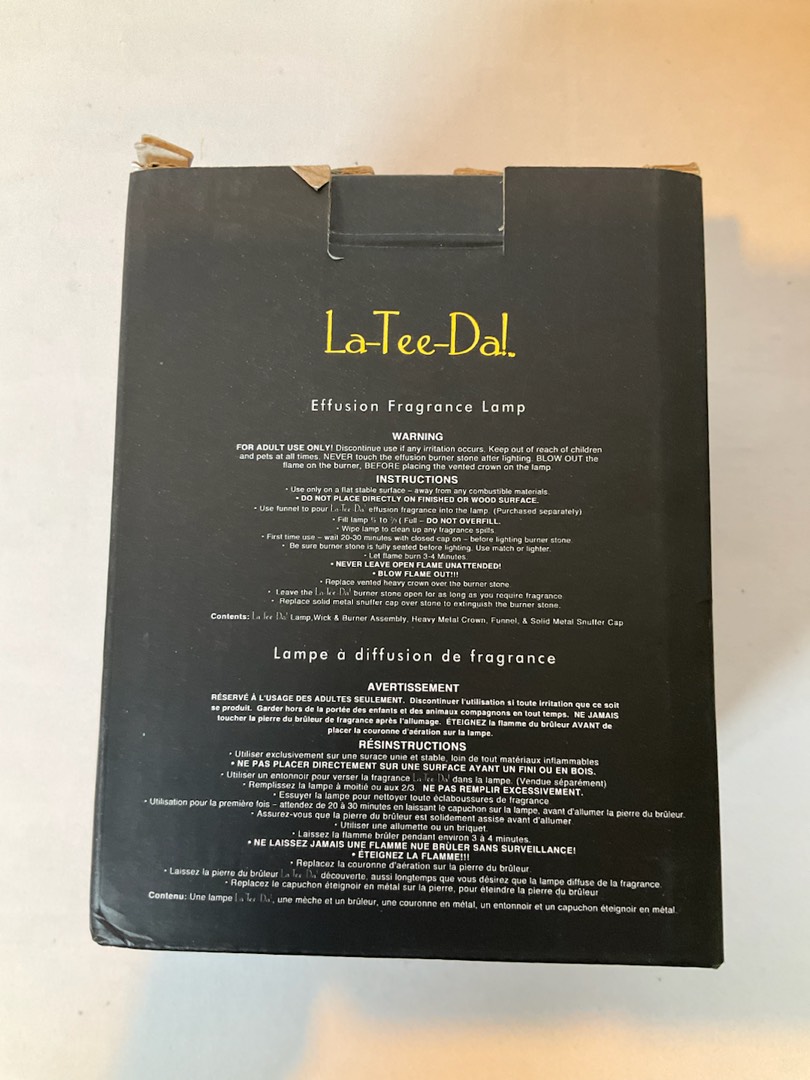 La-Tee-Da!
Effusion Fragrance Lamp
WARNING
FOR ADULT USE ONLY! Discontinue use if any irritation occurs. Keep out of reach of children
and pets at all times. NEVER touch the effusion burner stone after lighting. BLOW OUT the
flame on the burner, BEFORE placing the vented crown on the lamp
INSTRUCTIONS
• Use only on a flat stable surface – away from any combustible materials.
• DO NOT PLACE DIRECTLY ON FINISHED OR WOOD SURFACE.
• Use funnel to pour La-Tee-Da! effusion fragrance into the lamp. (Purchased separately)
• Fill lamp ½ to ⅔ ( Full – DO NOT OVERFILL.
• Wipe lamp to clean up any fragrance spills.
• First time use – wait 20-30 minutes with closed cap on – before lighting burner stone.
• Be sure burner stone is fully seated before lighting. Use match or lighter.
• Let flame burn 3-4 Minutes.
• NEVER LEAVE OPEN FLAME UNATTENDED!
• BLOW FLAME OUT!!!
• Replace vented heavy crown over the burner stone
• Leave the La-Tee-Da! burner stone open for as long as you require fragrance
• Replace solid metal snuffer cap over stone to extinguish the burner stone.
Contents: La-Tee-Da! Lamp,Wick & Burner Assembly, Heavy Metal Crown, Funnel, & Solid Metal Snuffer Cap
Lampe à diffusion de fragrance
AVERTISSEMENT
RÉSERVÉ À L'USAGE DES ADULTES SEULEMENT. Discontinuer l'utilisation si toute irritation que ce soit
se produit. Garder hors de la portée des enfants et des animaux compagnons en tout temps. NE JAMAIS
toucher la pierre du brûleur de fragrance après l'allumage. ÉTEIGNEZ la flamme du brûleur AVANT de
placer la couronne d'aération sur la lampe.
RÉSINSTRUCTIONS
• Utiliser exclusivement sur une surace unie et stable, loin de tout matériaux inflammables
• NE PAS PLACER DIRECTEMENT SUR UNE SURFACE AYANT UN FINI OU EN BOIS.
• Utiliser un entonnoir pour verser la fragrance La-Tee-Da! dans la lampe. (Vendue séparément)
• Remplissez la lampe à moitié ou aux 2/3. NE PAS REMPLIR EXCESSIVEMENT.
• Essuyer la lampe pour nettoyer toute éclaboussures de fragrance
• Utilisation pour la première fois – attendez de 20 à 30 minutes en laissant le capuchon sur la lampe, avant d'allumer la pierre du brûleur.
• Assurez-vous que la pierre du brûleur est solidement assise avant d'allumer
• Utiliser une allumette ou un briquet.
• Laissez la flamme brûler pendant environ 3 à 4 minutes.
• NE LAISSEZ JAMAIS UNE FLAMME NUE BRÛLER SANS SURVEILLANCE!
• ÉTEIGNEZ LA FLAMME!!!
• Replacez la couronne d'aération sur la pierre du brûleur.
• Laissez la pierre du brûleur La-Tee-Da! découverte, aussi longtemps que vous désirez que la lampe diffuse de la fragrance.
• Replacez le capuchon éteignoir en métal sur la pierre, pour éteindre la pierre du brûleur
Contenu: Une lampe La-Tee-Da!, une mèche et un brûleur, une couronne en métal, un entonnoir et un capuchon éteignoir en métal.